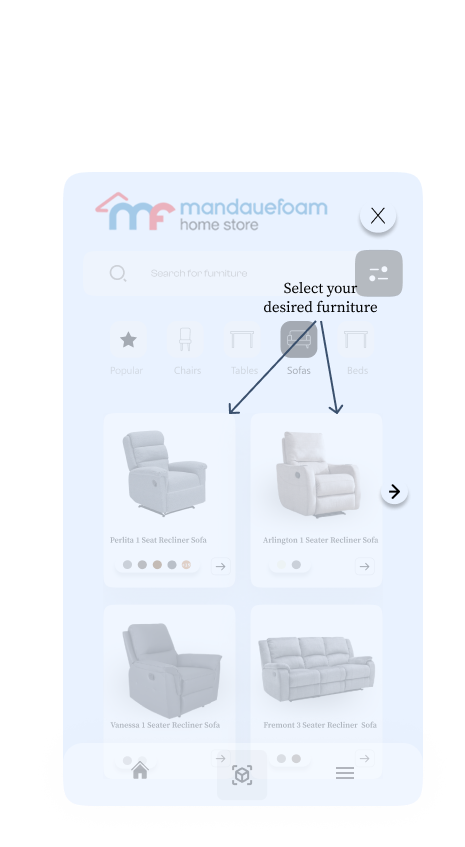 mandauefoam
home store
X
Search for furniture
Select your
desired furniture
Popular
Chairs
Tables
Sofas
Beds
Perlita 1 Seat Recliner Sofa
Arlington 1 Seater Recliner Sofa
Vanessa 1 Seater Recliner Sofa
Fremont 3 Seater Recliner Sofa